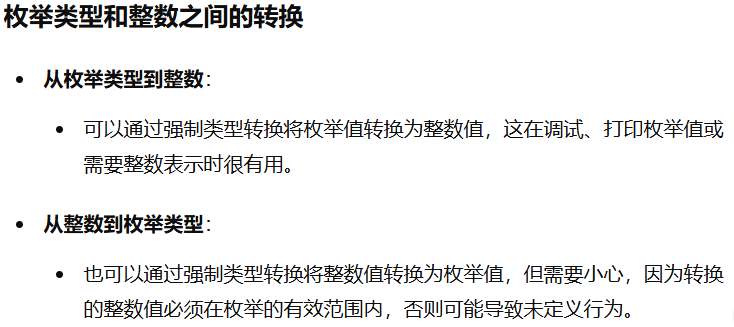 枚举类型和整数之间的转换
从枚举类型到整数：
可以通过强制类型转换将枚举值转换为整数值，这在调试、打印枚举值或
需要整数表示时很有用。
从整数到枚举类型：
也可以通过强制类型转换将整数值转换为枚举值，但需要小心，因为转换
的整数值必须在枚举的有效范围内，否则可能导致未定义行为。